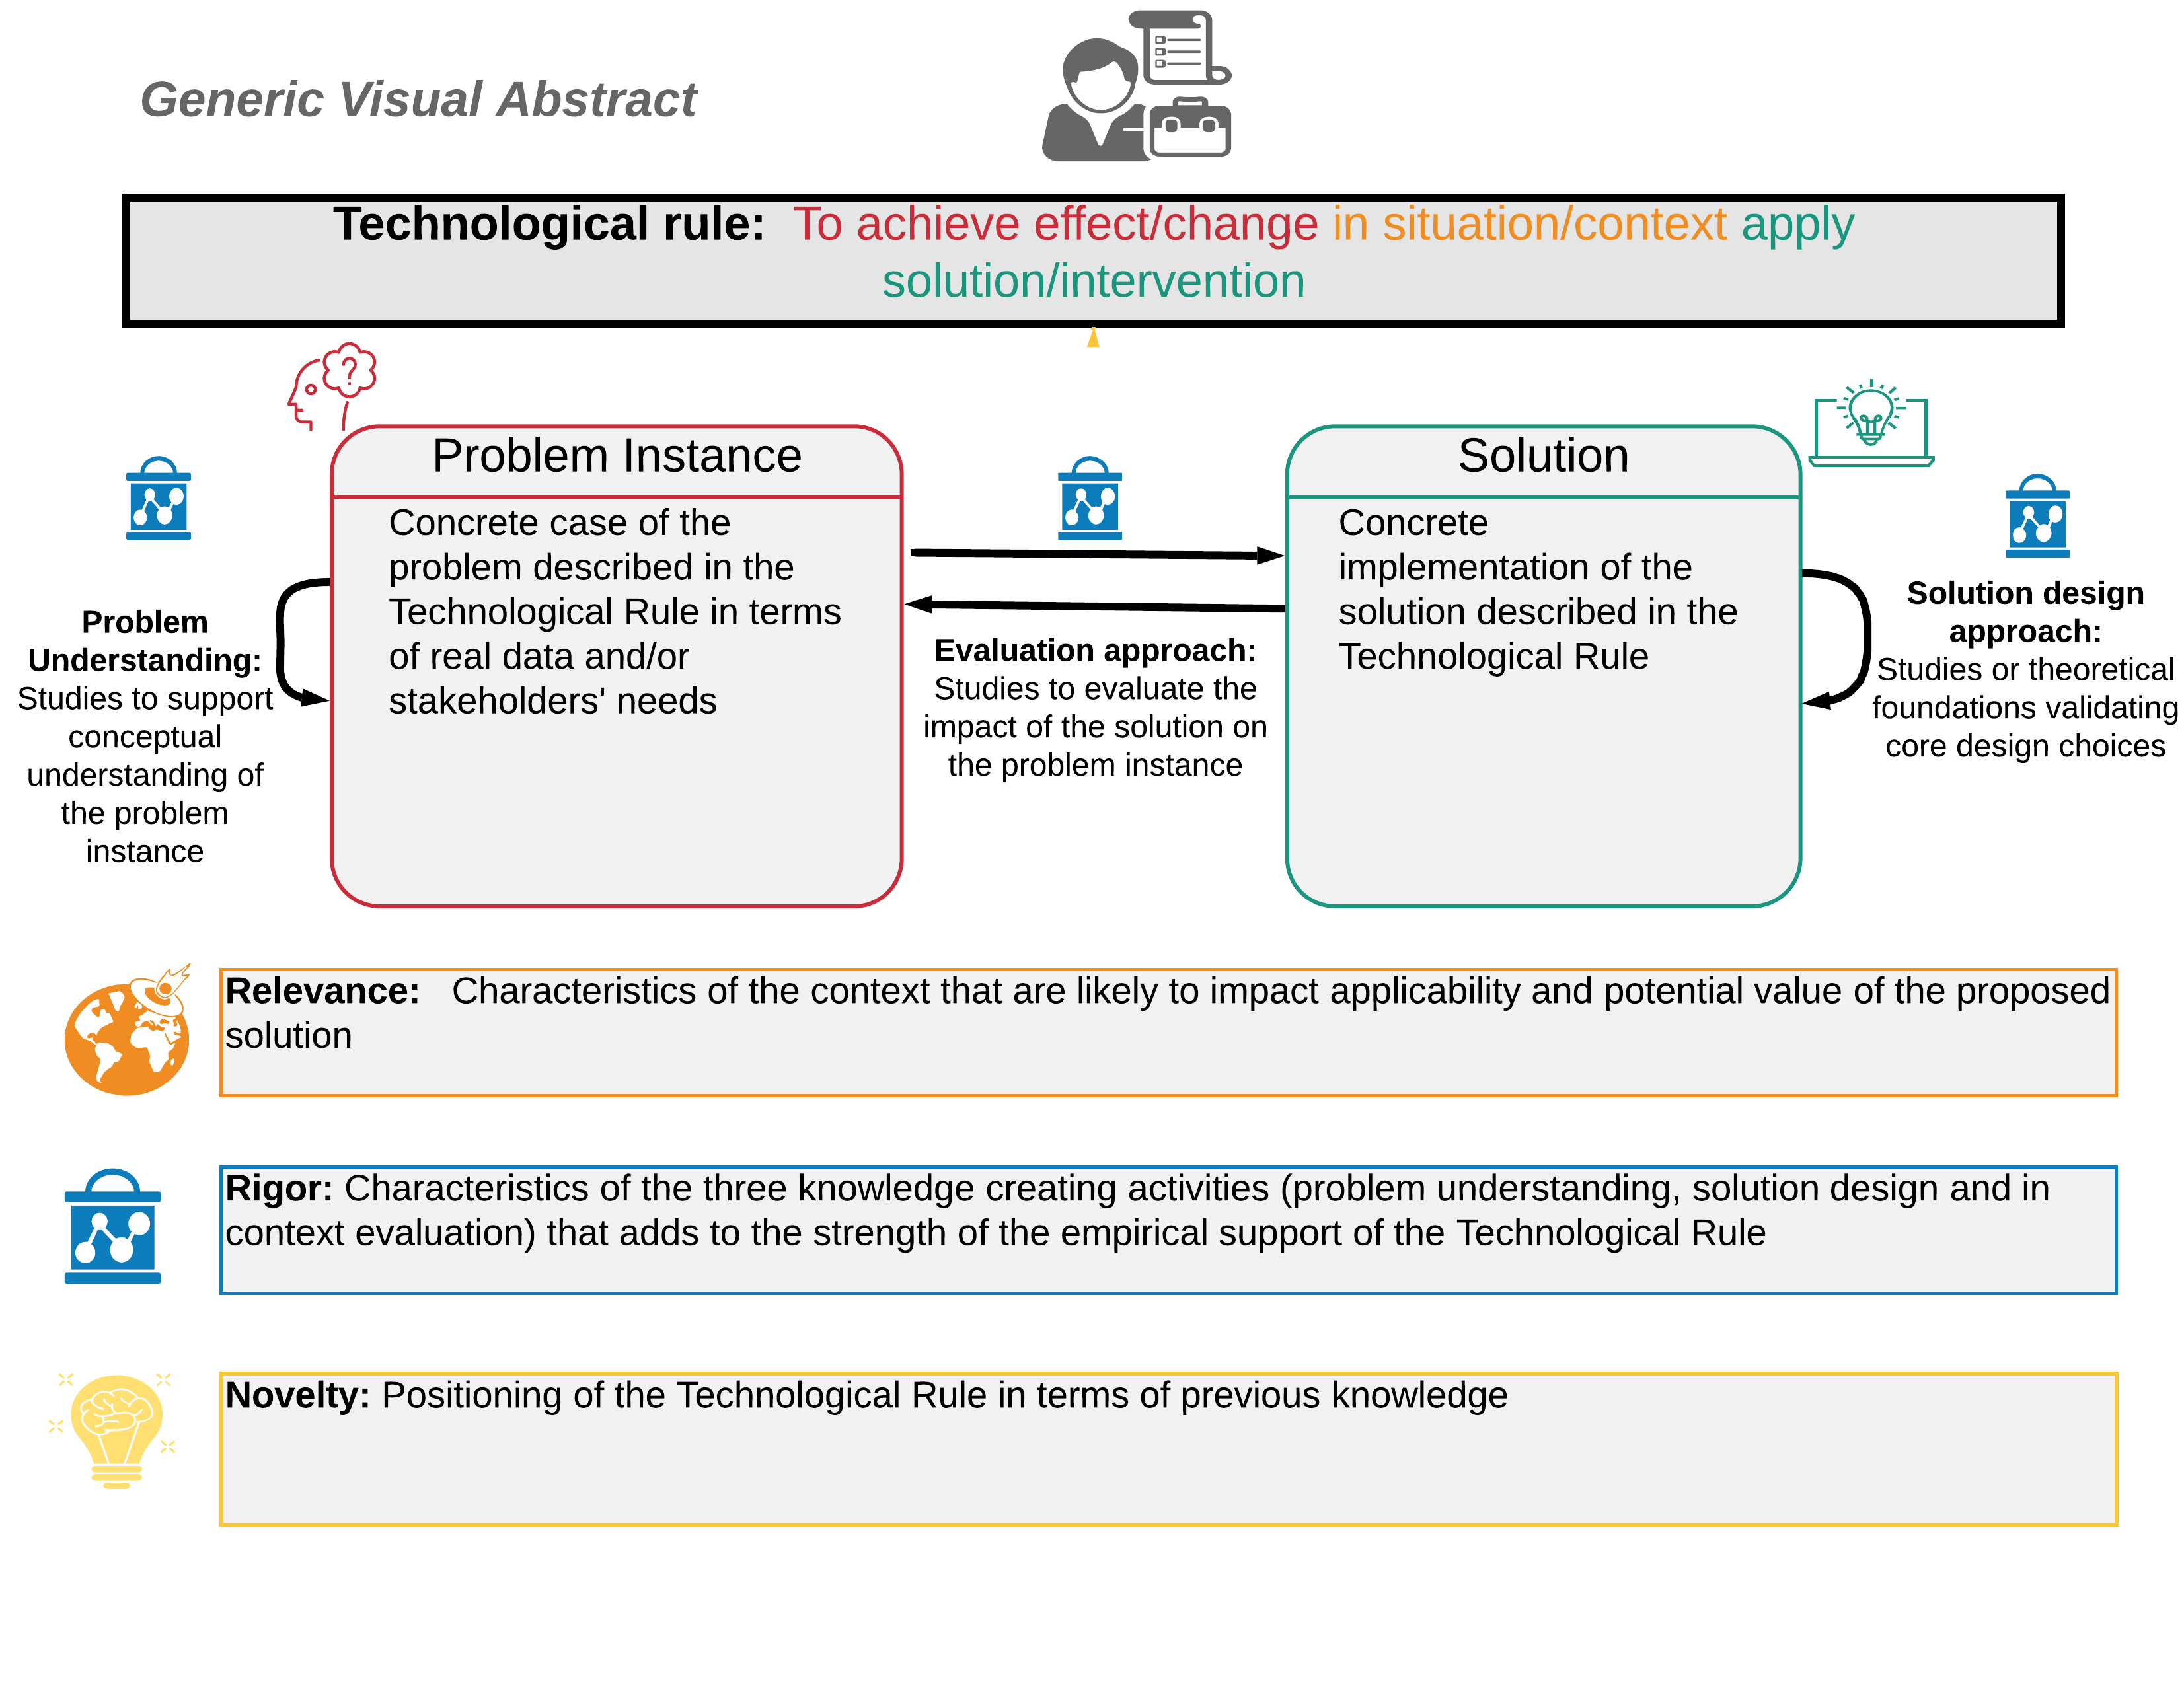 Generic Visual Abstract
Technological rule: To achieve effect/change in situation/context apply
solution/intervention
Problem Instance
Concrete case of the
problem described in the
Technological Rule in terms
of real data and/or
stakeholders' needs
Solution
Concrete
implementation of the
solution described in the
Technological Rule
Problem
Understanding:
Studies to support
conceptual
understanding of
the problem
instance
Evaluation approach:
Studies to evaluate the
impact of the solution on
the problem instance
Solution design
approach:
Studies or theoretical
foundations validating
core design choices
Relevance: Characteristics of the context that are likely to impact applicability and potential value of the proposed
solution
Rigor: Characteristics of the three knowledge creating activities (problem understanding, solution design and in
context evaluation) that adds to the strength of the empirical support of the Technological Rule
Novelty: Positioning of the Technological Rule in terms of previous knowledge